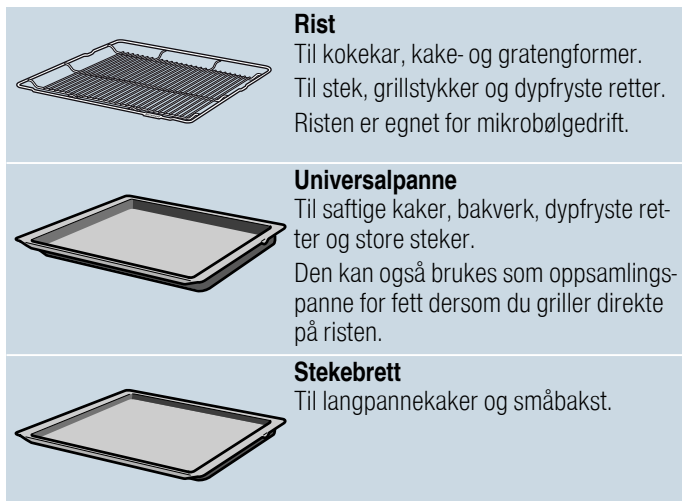 Rist
Til kokekar, kake- og gratengformer.
Til stek, grillstykker og dypfryste retter.
Risten er egnet for mikrobølgedrift.
Universalpanne
Til saftige kaker, bakverk, dypfryste ret-
ter og store steker.
Den kan også brukes som oppsamlings-
panne for fett dersom du griller direkte
på risten.
Stekebrett
Til langpannekaker og småbakst.